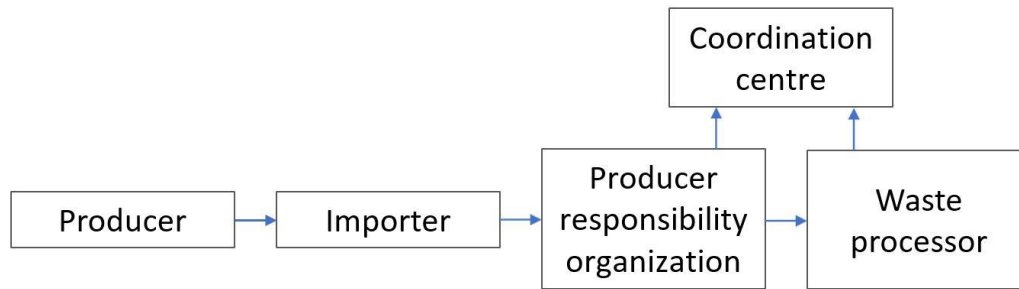 Coordination
centre
Producer
Importer
Producer
responsibility
organization
Waste
processor